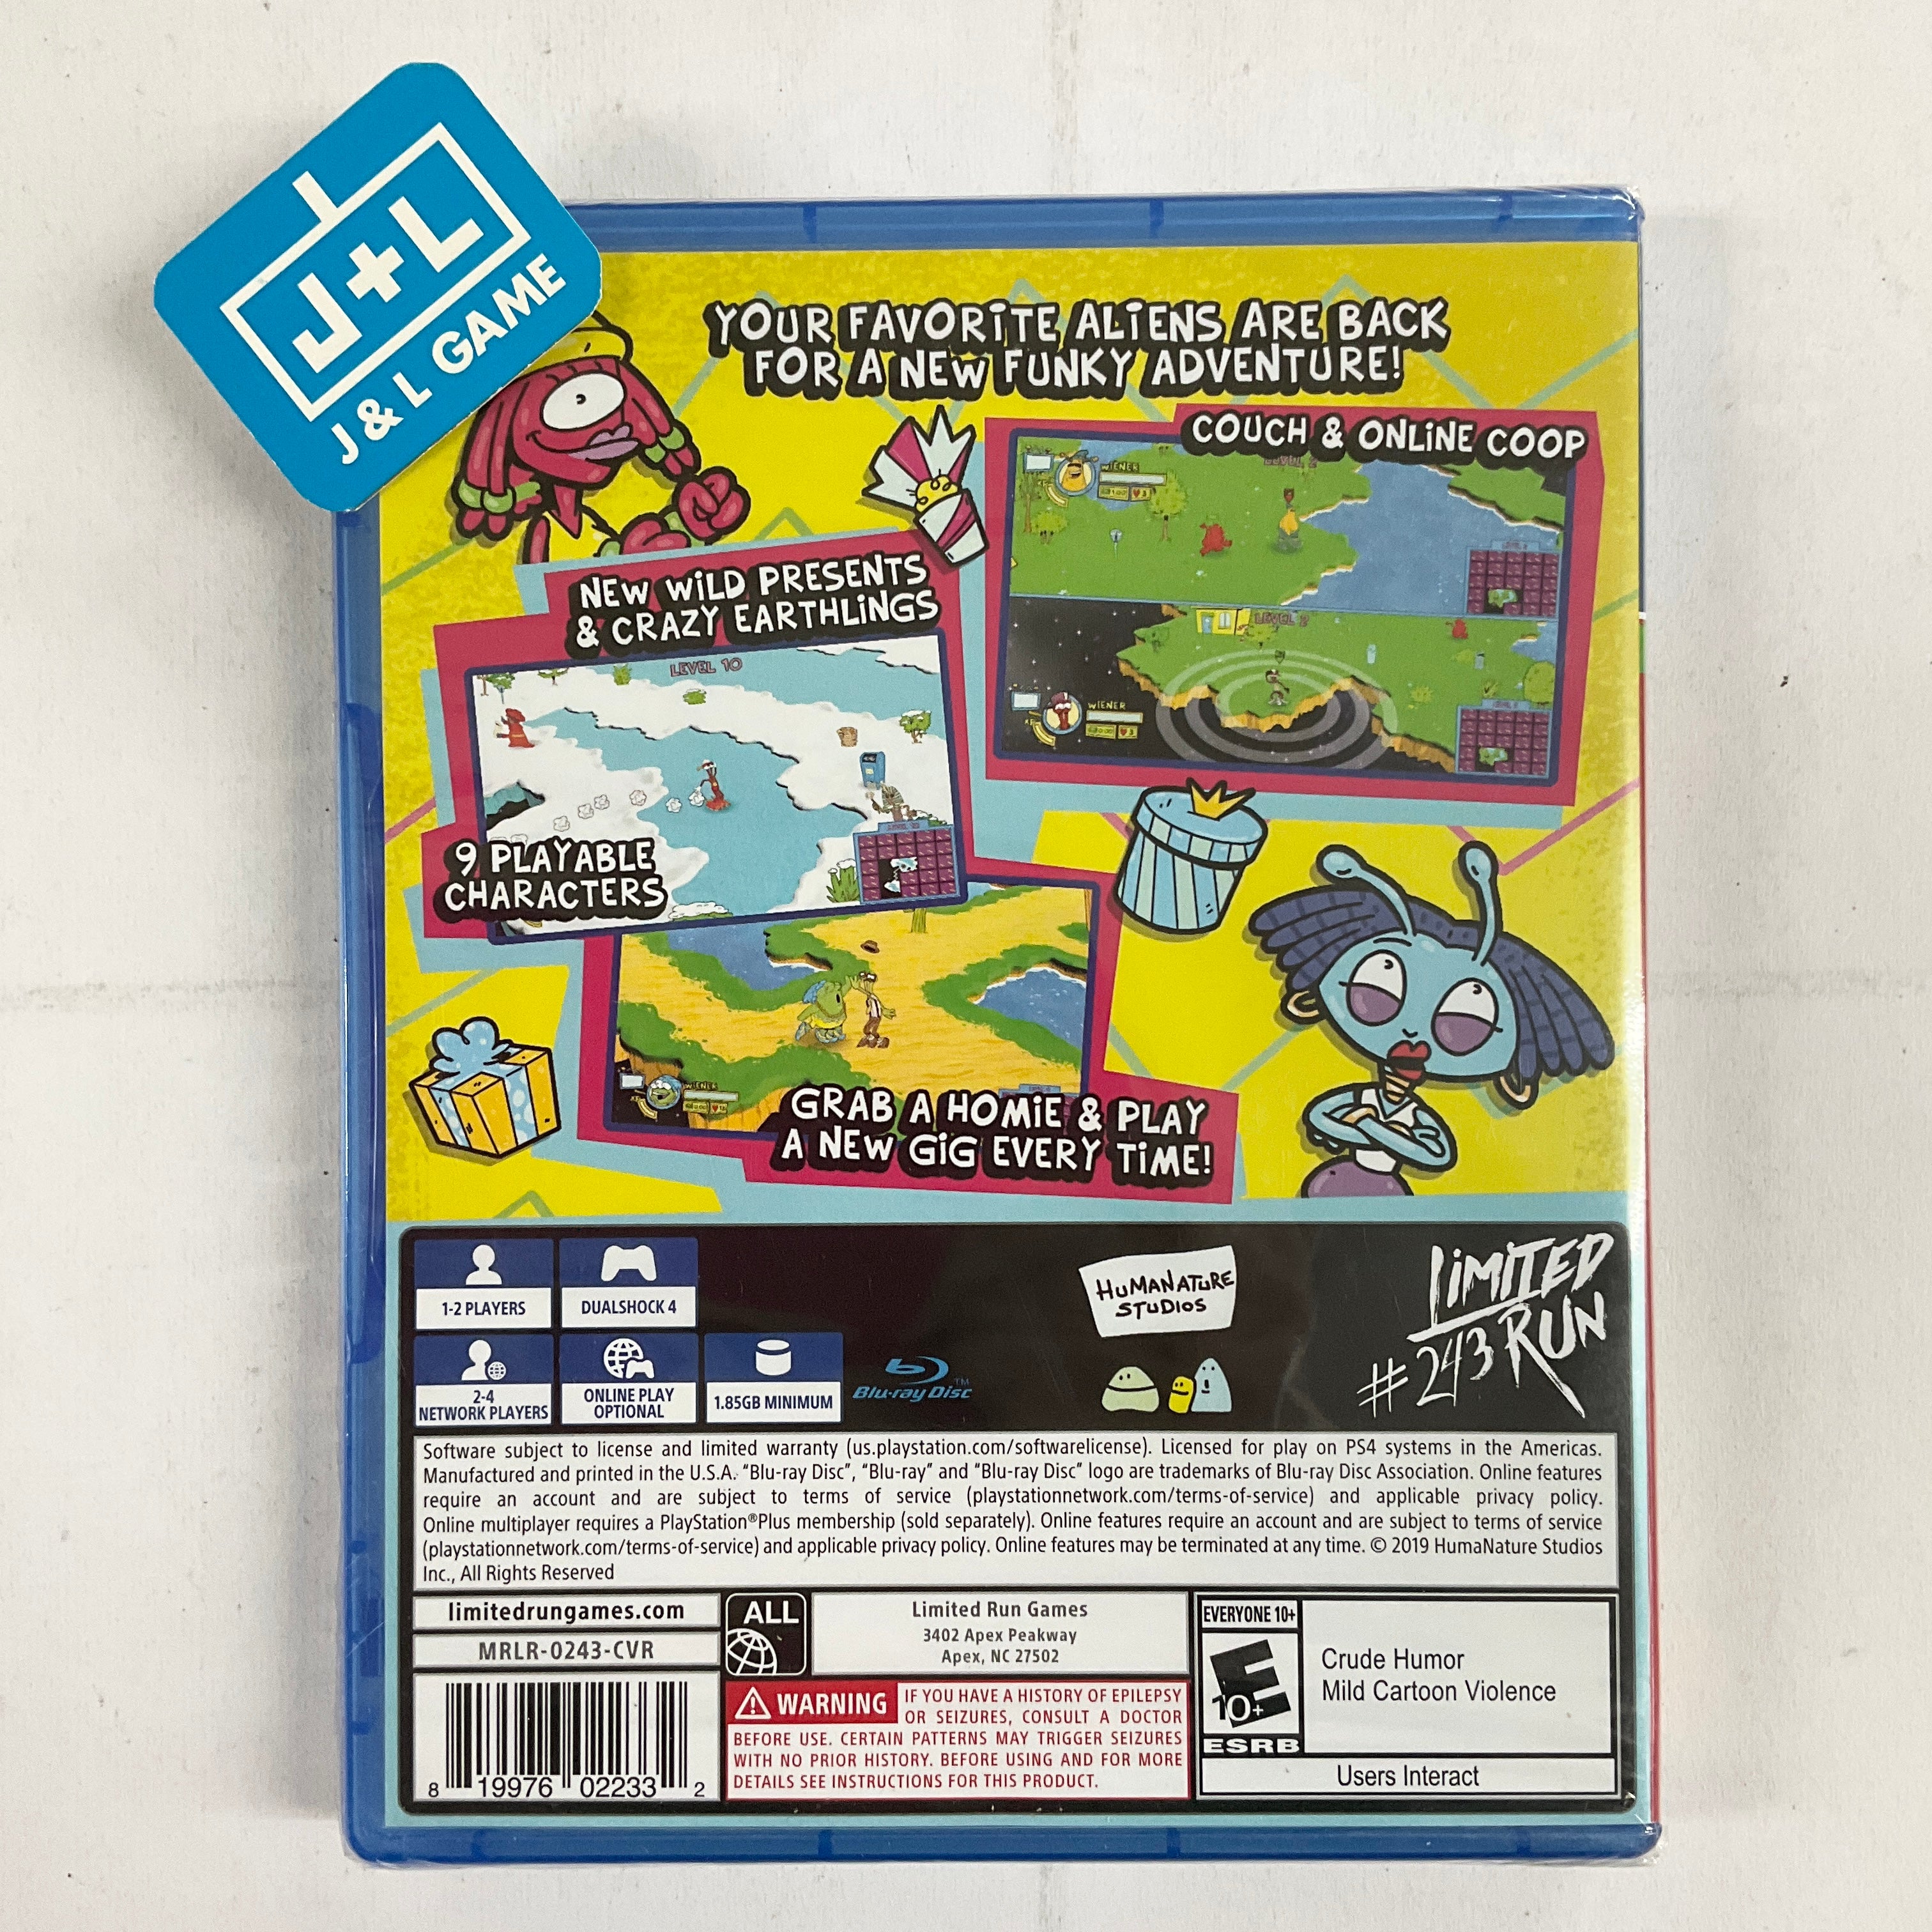 J+L
J & L GAME
YOUR FAVORiTE ALiENS ARE BACK
FOR A NEW FUNKY ADVENTURE!
COUCH & ONLiNE COOP
WIENER
LEVEL 2
NEW WiLD PRESENTS
& CRAZY EARTHLiNGS
LEVEL 2
LEVEL 10
WIENER
9 PLAYABLE
CHARACTERS
WIENER
GRAB A HOMiE & PLAY
A NEW GiG EVERY TiME!
1-2 PLAYERS
DUALSHOCK 4
2-4
NETWORK PLAYERS
ONLINE PLAY
OPTIONAL
1.85GB MINIMUM
Blu-ray Disc™
HUMANATURE
STUDIOS
LiMITED
RUN
#243
Software subject to license and limited warranty (us.playstation.com/softwarelicense). Licensed for play on PS4 systems in the Americas.
Manufactured and printed in the U.S.A. “Blu-ray Disc”, “Blu-ray” and “Blu-ray Disc” logo are trademarks of Blu-ray Disc Association. Online features
require an account and are subject to terms of service (playstationnetwork.com/terms-of-service) and applicable privacy policy.
Online multiplayer requires a PlayStation®Plus membership (sold separately). Online features require an account and are subject to terms of service
(playstationnetwork.com/terms-of-service) and applicable privacy policy. Online features may be terminated at any time. © 2019 HumaNature Studios
Inc., All Rights Reserved
limitedrungames.com
MRLR-0243-CVR
8 19976 02233 2
ALL
Limited Run Games
3402 Apex Peakway
Apex, NC 27502
WARNING IF YOU HAVE A HISTORY OF EPILEPSY
OR SEIZURES, CONSULT A DOCTOR
BEFORE USE. CERTAIN PATTERNS MAY TRIGGER SEIZURES
WITH NO PRIOR HISTORY. BEFORE USING AND FOR MORE
DETAILS SEE INSTRUCTIONS FOR THIS PRODUCT.
EVERYONE 10+
E
10+
ESRB
Crude Humor
Mild Cartoon Violence
Users Interact